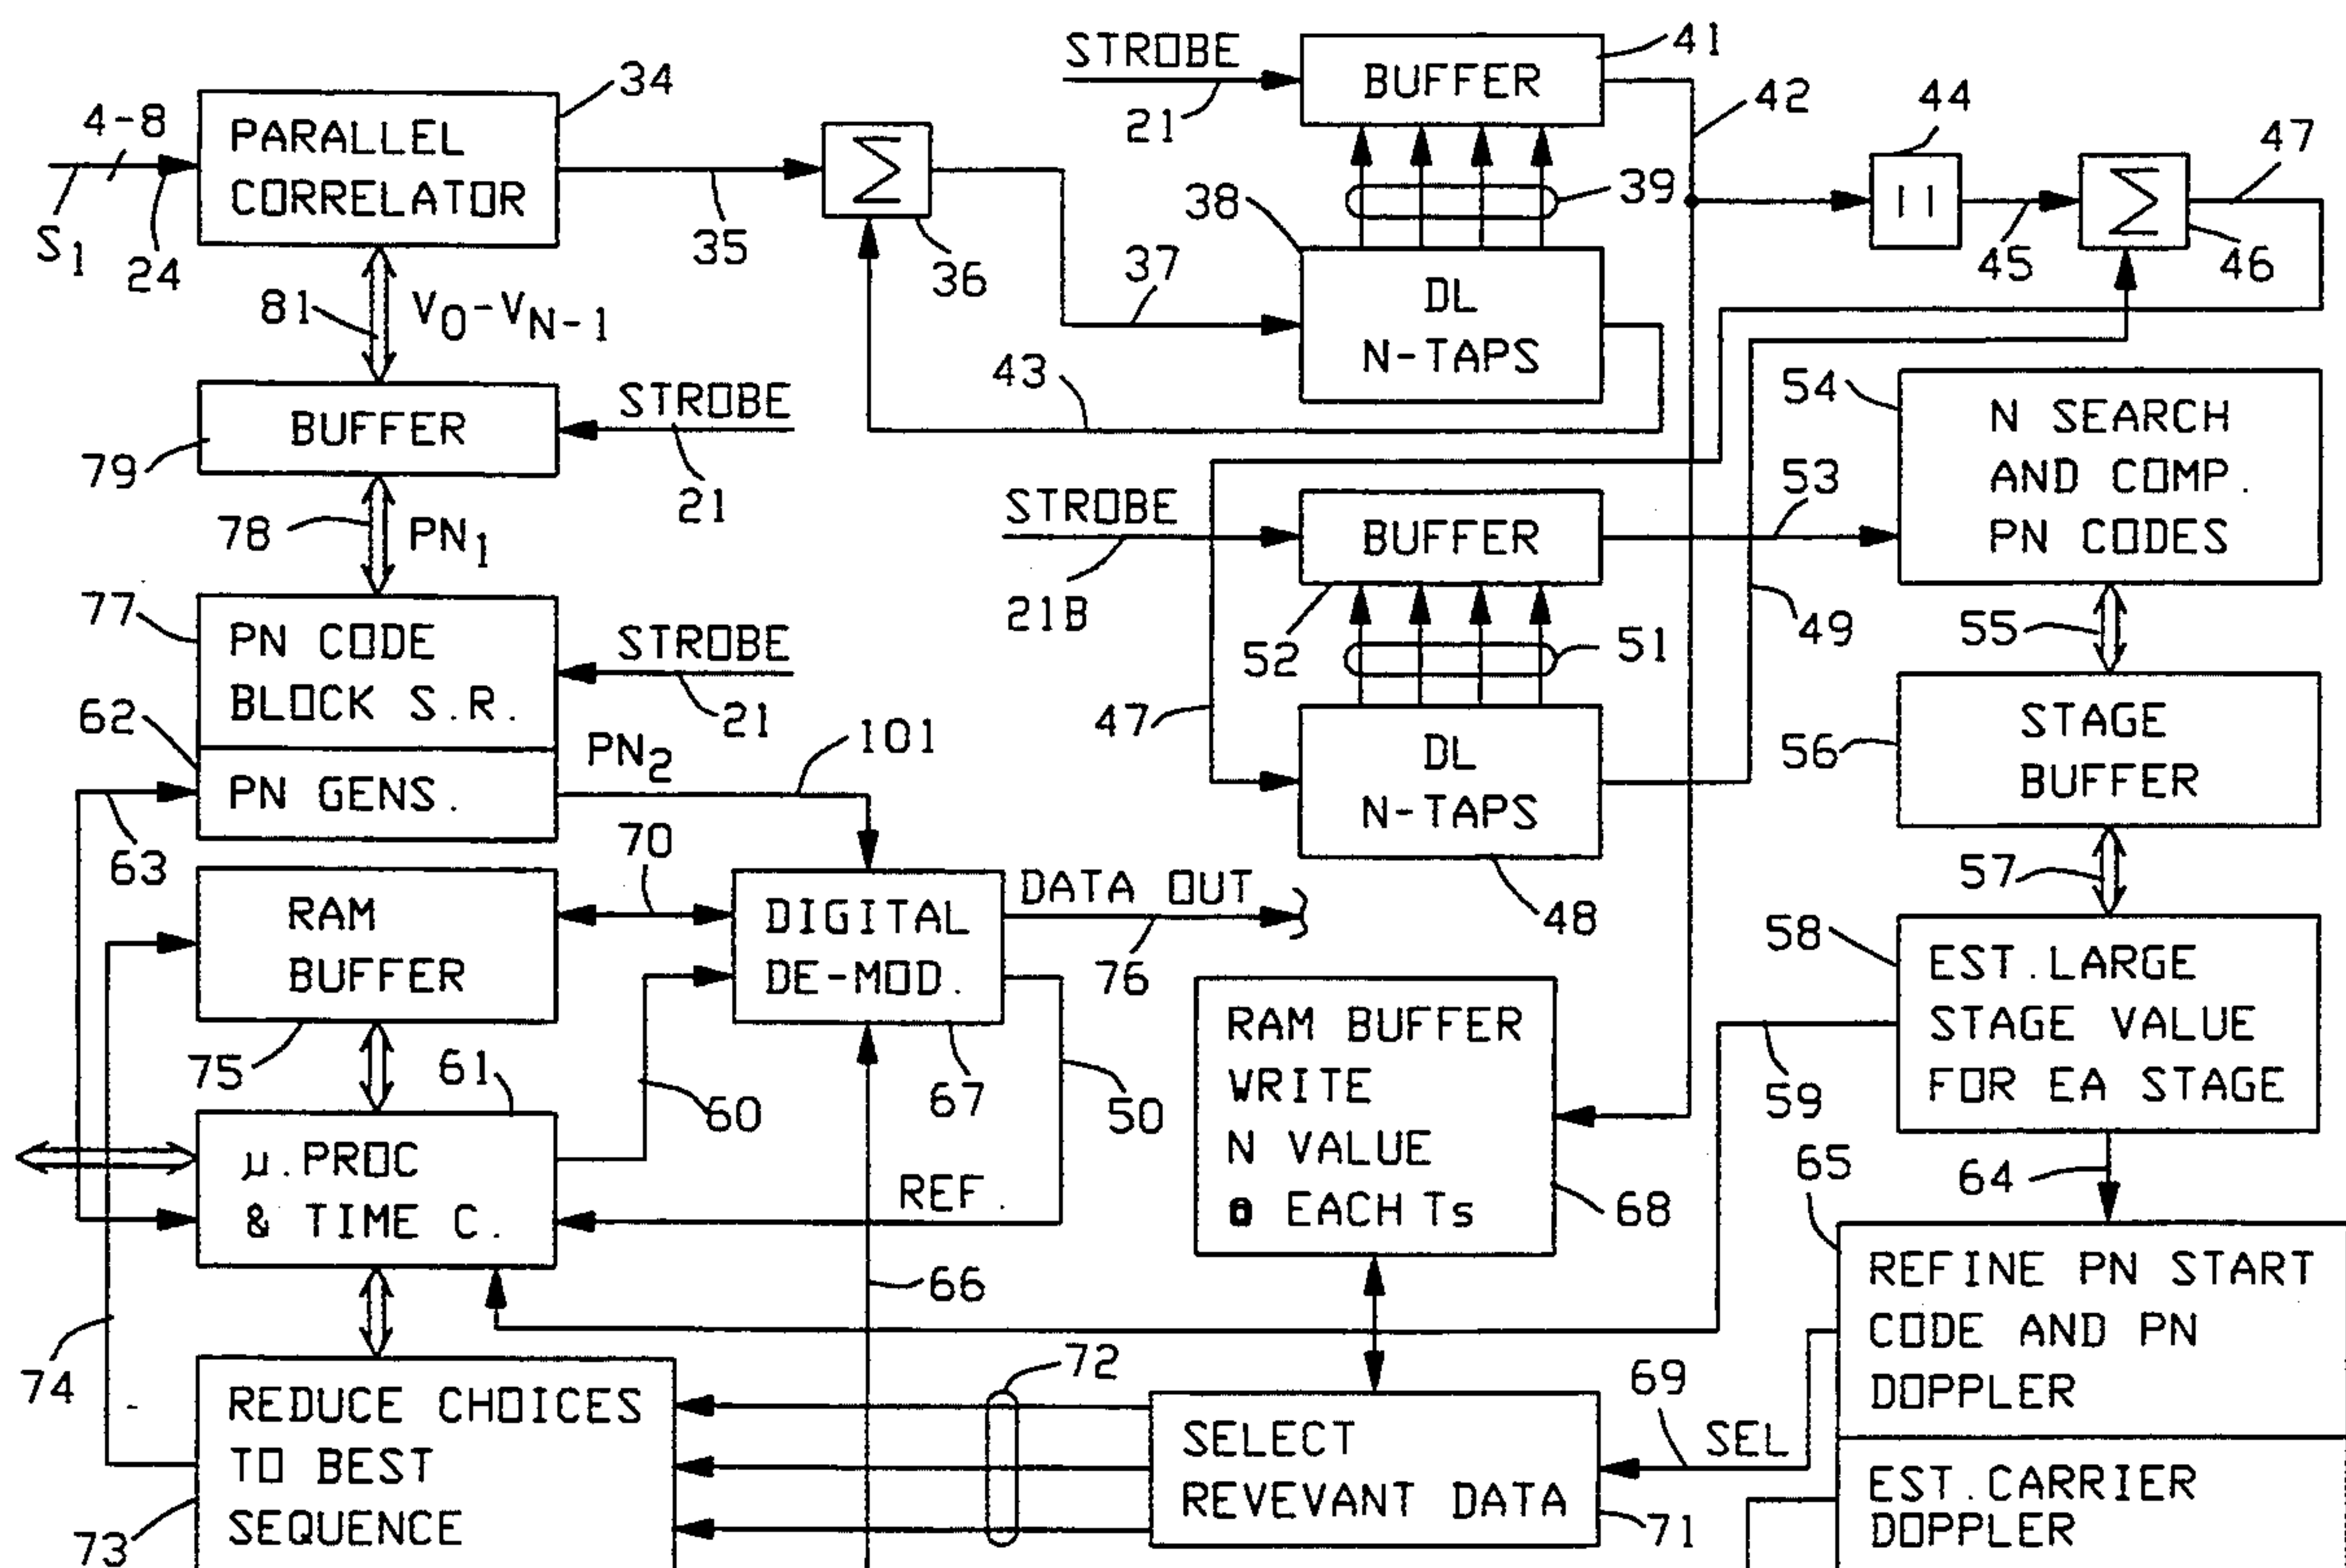 4-8
S1
24
PARALLEL
CORRELATOR
34
35
Σ
36
37
STROBE
21
BUFFER
41
42
39
38
DL
N-TAPS
43
44
| |
45
Σ
46
47
81
V0-VN-1
BUFFER
79
STROBE
21
78
PN1
77
PN CODE
BLOCK S.R.
STROBE
21
62
PN GENS.
PN2
101
63
STROBE
21B
BUFFER
52
51
53
47
DL
N-TAPS
48
49
54
N SEARCH
AND COMP.
PN CODES
55
56
STAGE
BUFFER
57
58
EST.LARGE
STAGE VALUE
FOR EA STAGE
59
64
RAM
BUFFER
75
70
DIGITAL
DE-MOD.
67
DATA OUT
76
50
60
61
µ.PROC
& TIME C.
REF.
66
RAM BUFFER
WRITE
N VALUE
@ EACH Ts
68
65
REFINE PN START
CODE AND PN
DOPPLER
EST.CARRIER
DOPPLER
69
SEL
SELECT
REVEVANT DATA
71
72
74
REDUCE CHOICES
TO BEST
SEQUENCE
73